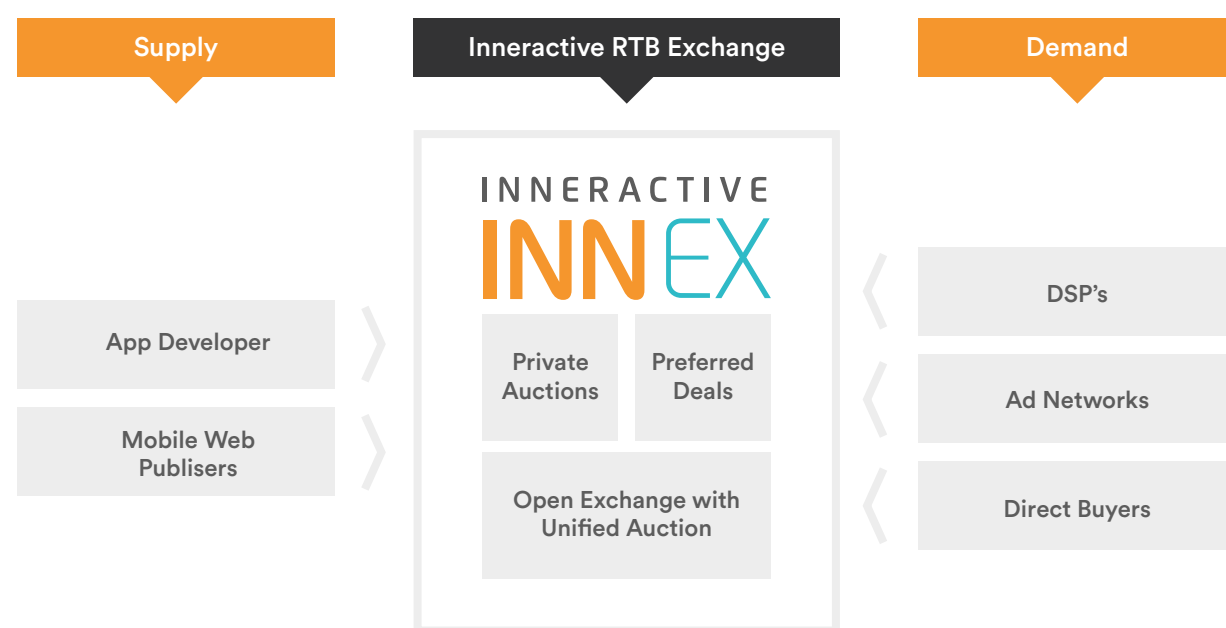 Supply
Inneractive RTB Exchange
Demand
INNERACTIVE
INNEX
App Developer
Mobile Web
Publisers
Private
Auctions
Preferred
Deals
Open Exchange with
Unified Auction
DSP’s
Ad Networks
Direct Buyers